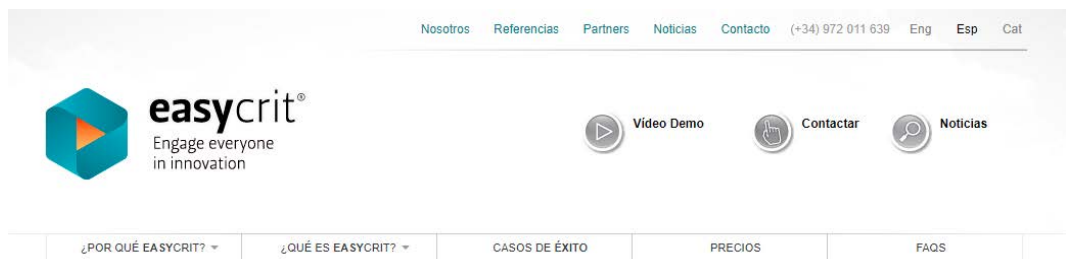 Nosotros Referencias Partners Noticias Contacto (+34) 972 011 639 Eng Esp Cat
easycrit®
Engage everyone
in innovation
Vídeo Demo Contactar Noticias
¿POR QUÉ EASYCRIT? ¿QUÉ ES EASYCRIT? CASOS DE ÉXITO PRECIOS FAQS